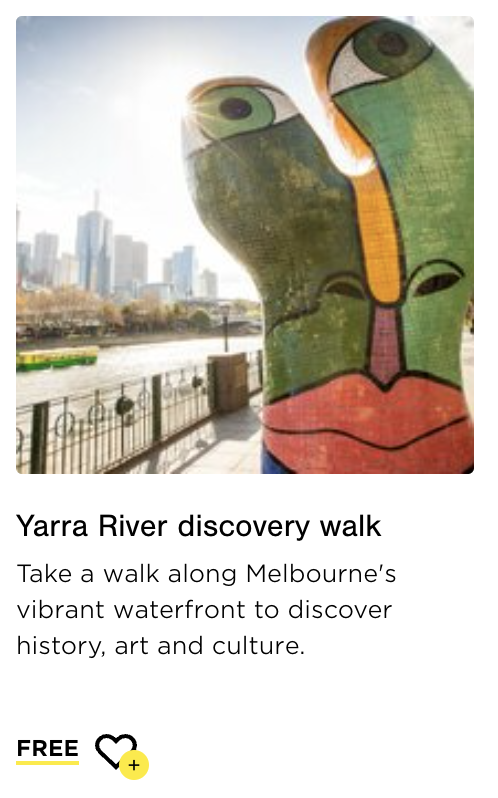 Yarra River discovery walk
Take a walk along Melbourne's
vibrant waterfront to discover
history, art and culture.
FREE
+